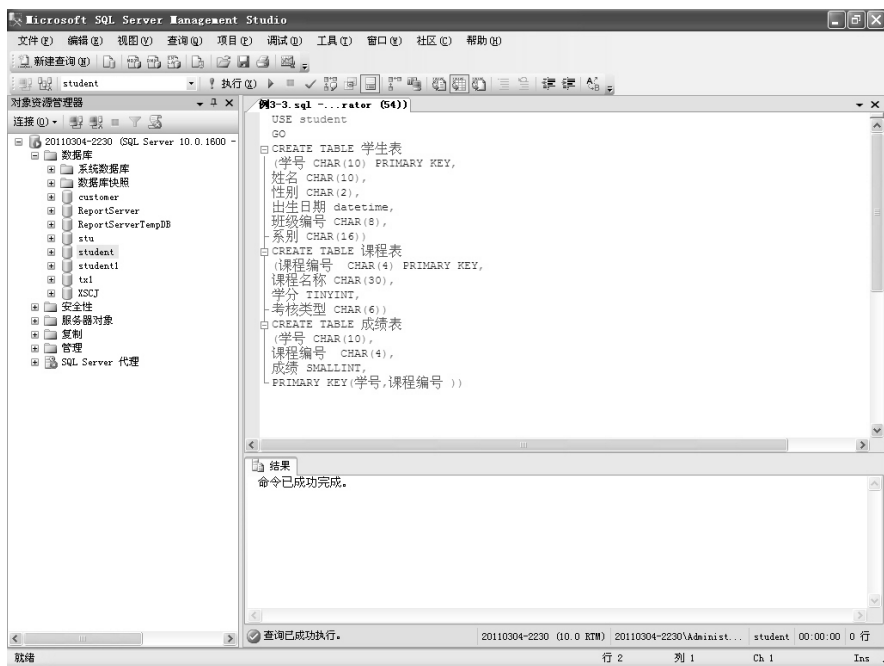 Microsoft SQL Server Management Studio
文件(F) 编辑(E) 视图(V) 查询(Q) 项目(P) 调试(D) 工具(T) 窗口(W) 社区(C) 帮助(H)
新建查询(N)
student 执行(X)
对象资源管理器
连接(O)
20110304-2230 (SQL Server 10.0.1600 -
数据库
系统数据库
数据库快照
customer
ReportServer
ReportServerTempDB
stu
student
student1
tx1
XSCJ
安全性
服务器对象
复制
管理
SQL Server 代理
例3-3.sql -...rator (54))
USE student
GO
CREATE TABLE 学生表
(学号 CHAR(10) PRIMARY KEY,
姓名 CHAR(10),
性别 CHAR(2),
出生日期 datetime,
班级编号 CHAR(8),
系别 CHAR(16))
CREATE TABLE 课程表
(课程编号 CHAR(4) PRIMARY KEY,
课程名称 CHAR(30),
学分 TINYINT,
考核类型 CHAR(6))
CREATE TABLE 成绩表
(学号 CHAR(10),
课程编号 CHAR(4),
成绩 SMALLINT,
PRIMARY KEY(学号,课程编号 ))
结果
命令已成功完成。
查询已成功执行。 20110304-2230 (10.0 RTM) 20110304-2230\Administ... student 00:00:00 0 行
就绪 行 2 列 1 Ch 1 Ins